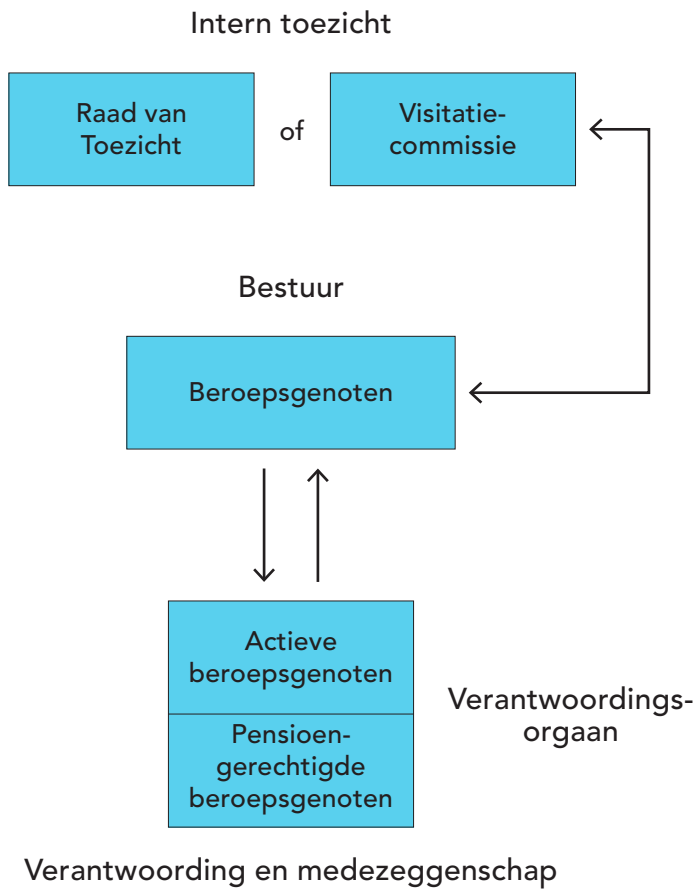 Intern toezicht
Raad van
Toezicht
of
Visitatie-
commissie
Bestuur
Beroepsgenoten
Actieve
beroepsgenoten
Pensioen-
gerechtigde
beroepsgenoten
Verantwoordings-
orgaan
Verantwoording en medezeggenschap